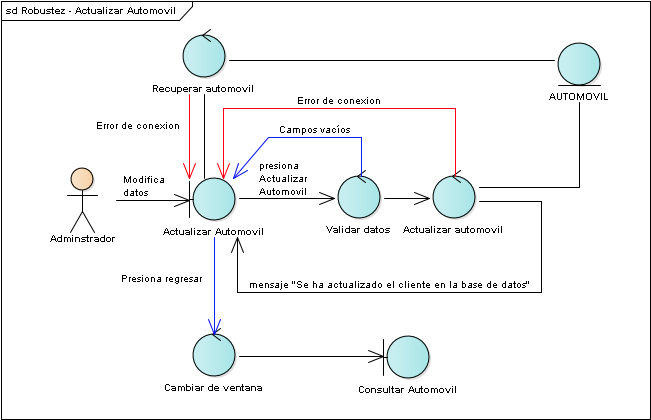 sd Robustez - Actualizar Automovil
Recuperar automovil
AUTOMOVIL
Error de conexion
Error de conexion
Campos vacíos
Modifica
datos
presiona
Actualizar
Automovil
Adminstrador
Actualizar Automovil
Validar datos
Actualizar automovil
Presiona regresar
mensaje "Se ha actualizado el cliente en la base de datos"
Cambiar de ventana
Consultar Automovil